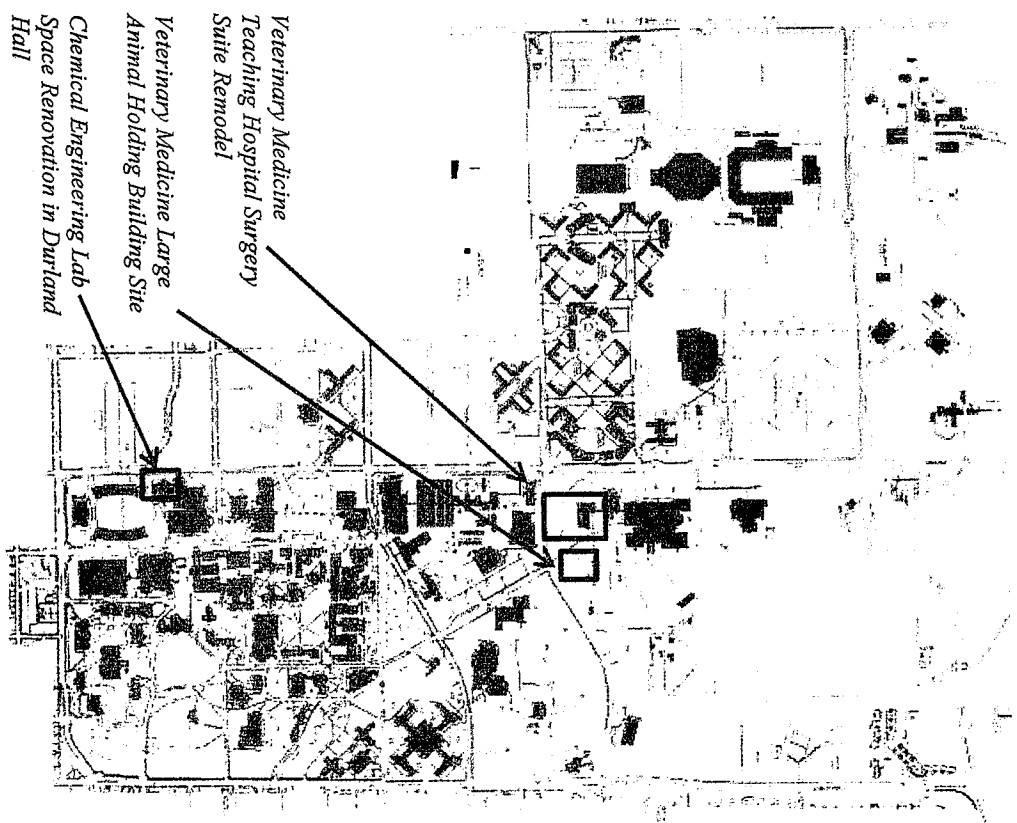 Veterinary Medicine
Teaching Hospital Surgery
Suite Remodel
Veterinary Medicine Large
Animal Holding Building Site
Chemical Engineering Lab
Space Renovation in Durland
Hall